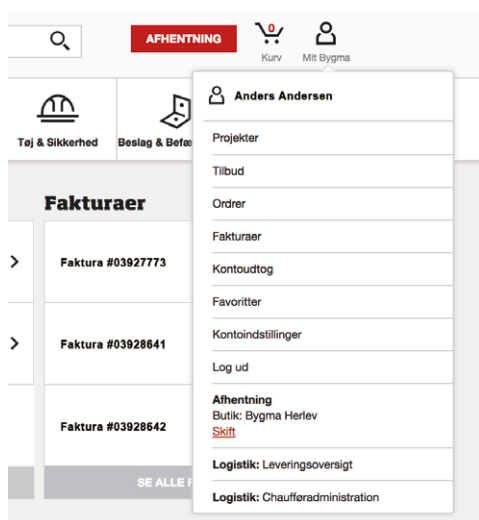 AFHENTNING
0
Kurv
Mit Bygma
Anders Andersen
Tøj & Sikkerhed
Beslag &
Projekter
Tilbud
Ordrer
Fakturaer
Kontoudtog
Favoritter
Kontoindstillinger
Log ud
Afhentning
Butik: Bygma Herlev
Skift
Logistik: Leveringsoversigt
Logistik: Chaufføradministration
Fakturaer
Faktura #03927773
Faktura #03928641
Faktura #03928642
SE ALLE